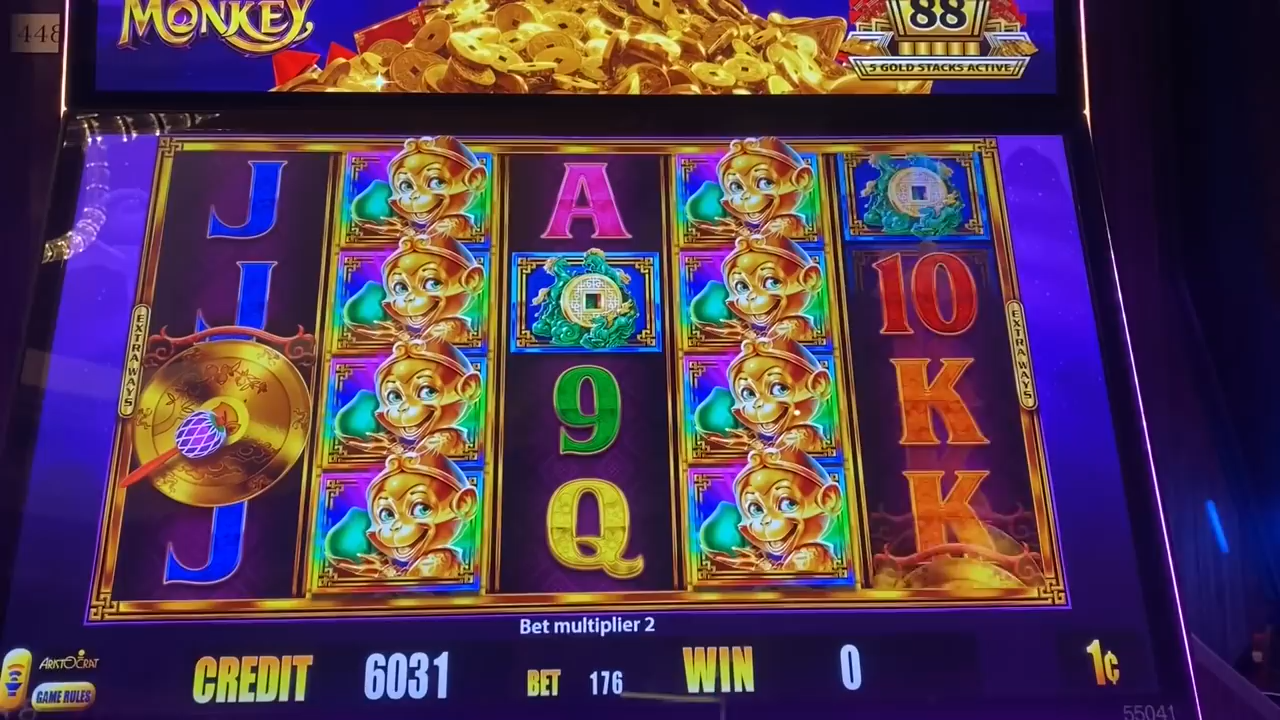 448
MONKEY
88
5 GOLD STACKS ACTIVE
J
A
J
10
EXTRA WAYS
EXTRA WAYS
9
K
Q
K
J
Bet multiplier 2
ARISTOCRAT
GAME RULES
CREDIT 6031 BET 176 WIN 0 1¢
55041